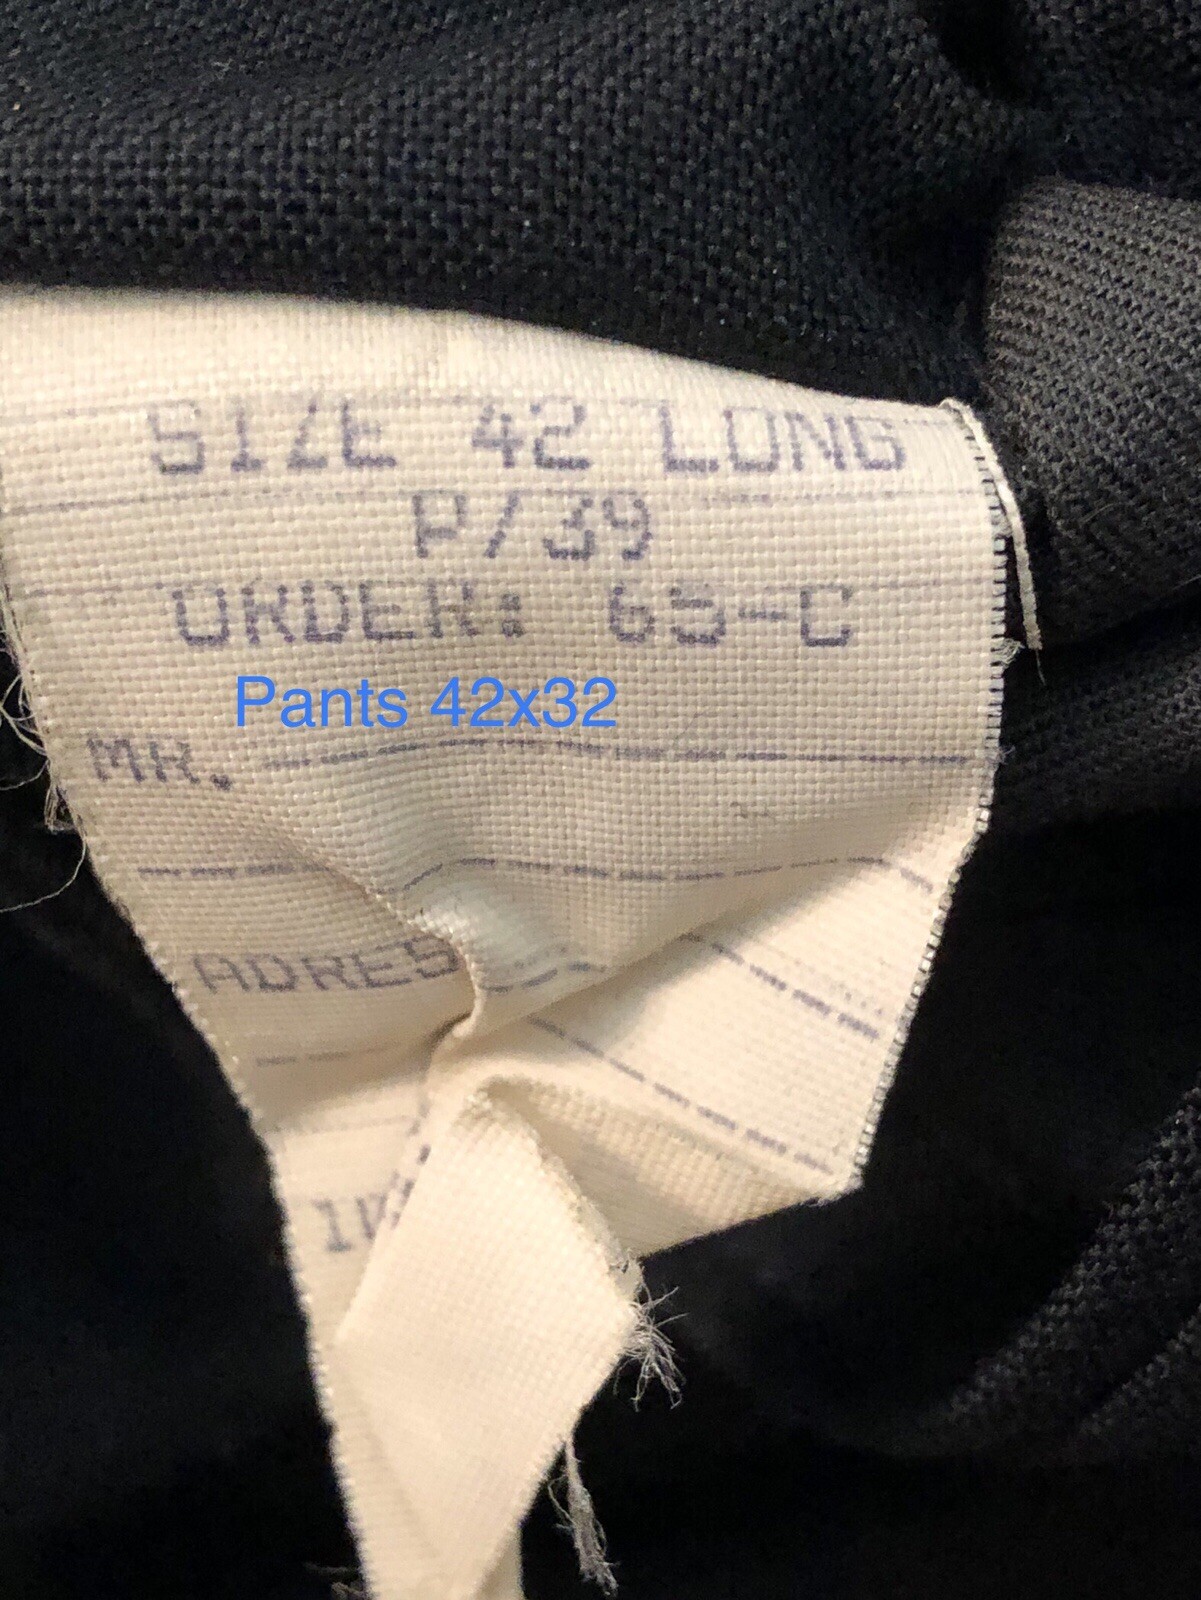 SIZE 42 LONG
P/39
ORDER: 65-C
Pants 42x32
MR.
ADRES